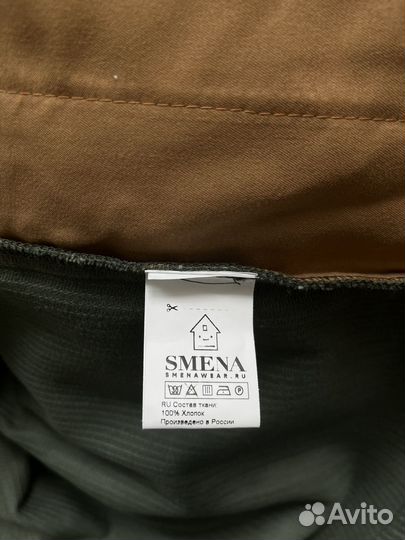 SMENA
SMENAWEAR.RU
RU Состав ткани:
100% Хлопок
Произведено в России
Avito